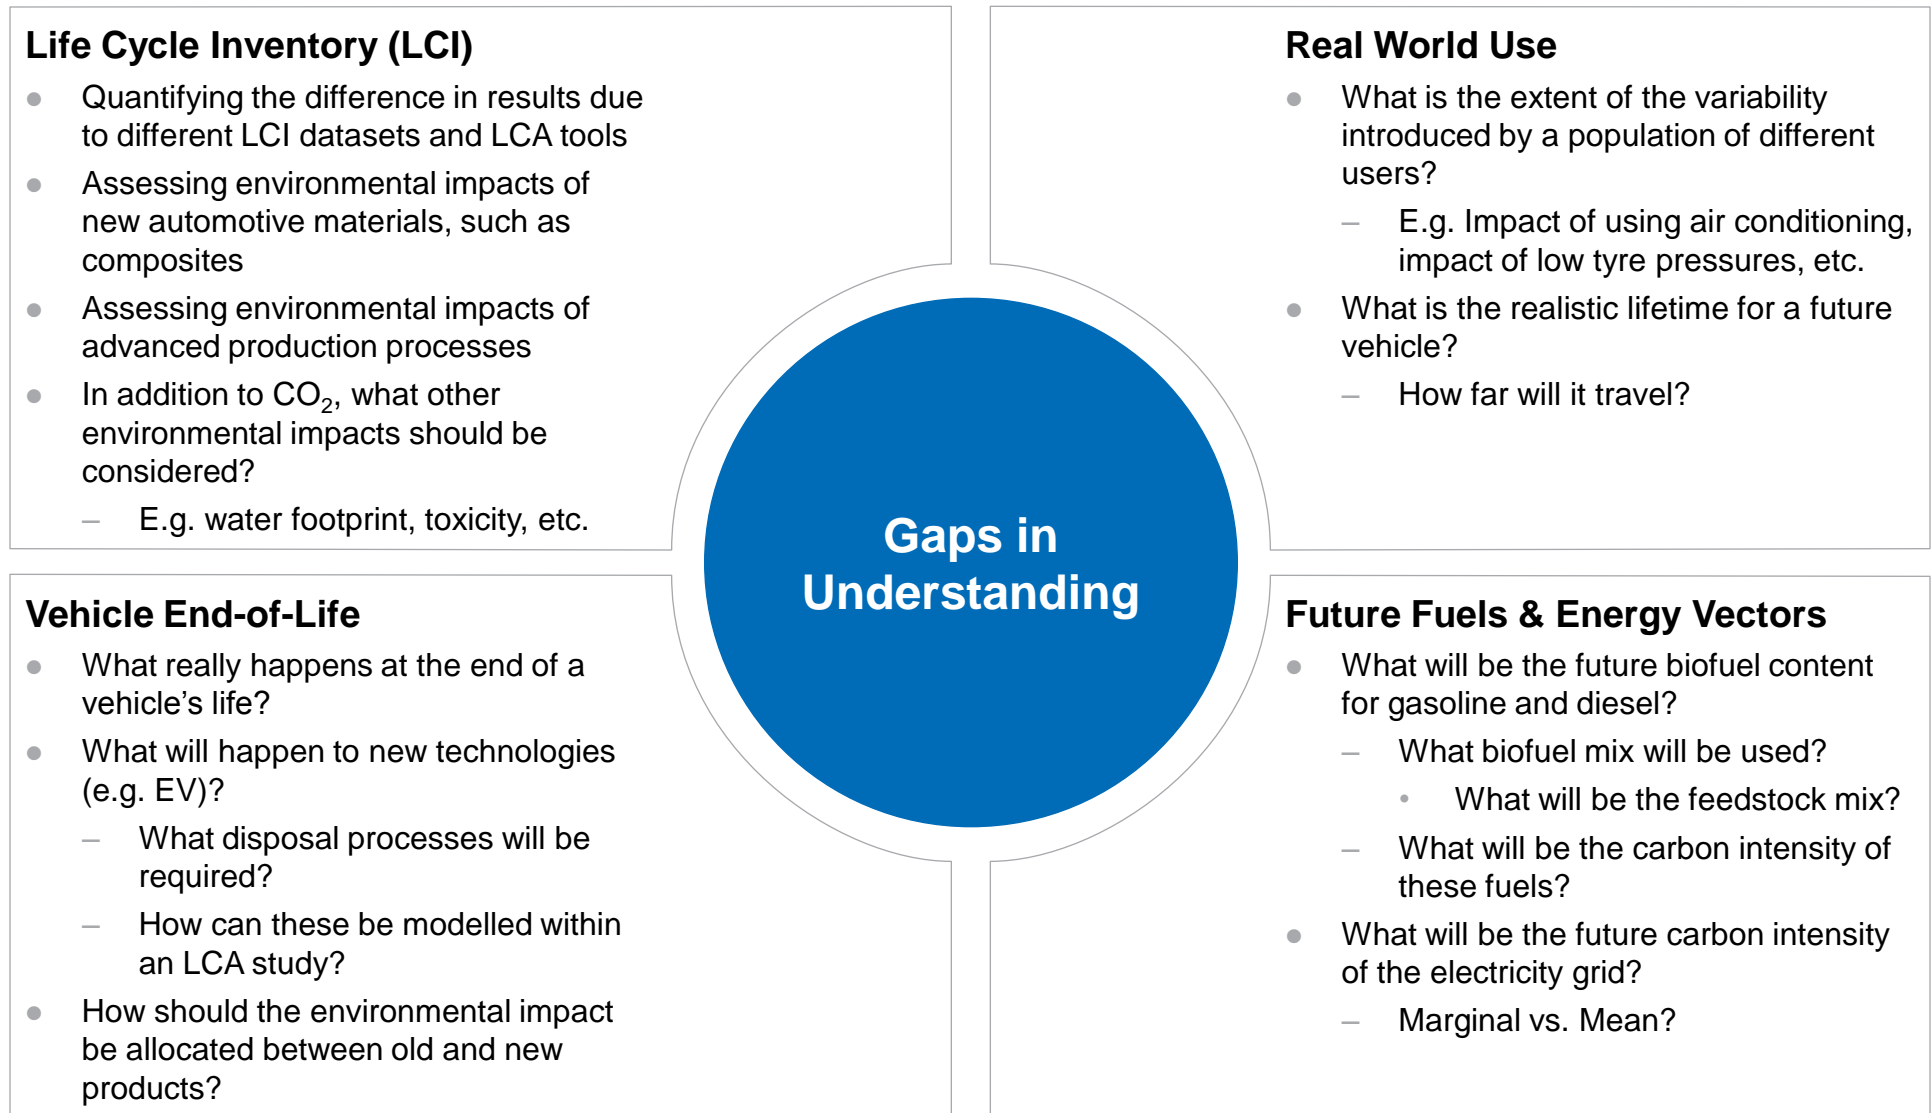 Life Cycle Inventory (LCI)
● Quantifying the difference in results due
to different LCI datasets and LCA tools
● Assessing environmental impacts of
new automotive materials, such as
composites
● Assessing environmental impacts of
advanced production processes
● In addition to CO₂, what other
environmental impacts should be
considered?
– E.g. water footprint, toxicity, etc.
Real World Use
● What is the extent of the variability
introduced by a population of different
users?
– E.g. Impact of using air conditioning,
impact of low tyre pressures, etc.
● What is the realistic lifetime for a future
vehicle?
– How far will it travel?
Gaps in
Understanding
Vehicle End-of-Life
● What really happens at the end of a
vehicle’s life?
● What will happen to new technologies
(e.g. EV)?
– What disposal processes will be
required?
– How can these be modelled within
an LCA study?
● How should the environmental impact
be allocated between old and new
products?
Future Fuels & Energy Vectors
● What will be the future biofuel content
for gasoline and diesel?
– What biofuel mix will be used?
• What will be the feedstock mix?
– What will be the carbon intensity of
these fuels?
● What will be the future carbon intensity
of the electricity grid?
– Marginal vs. Mean?